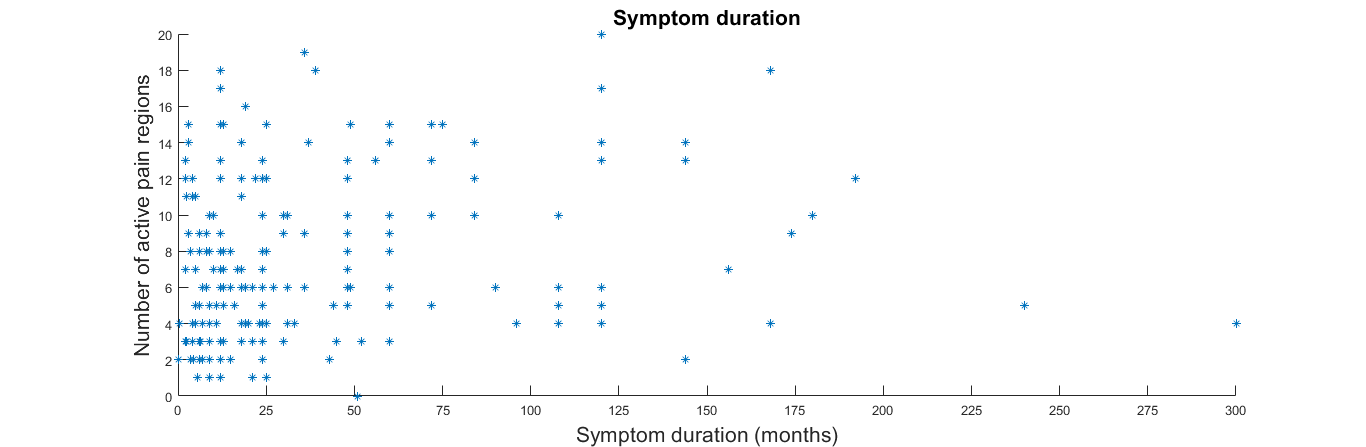 Symptom duration
Number of active pain regions
20
18
16
14
12
10
8
6
4
2
0
0 25 50 75 100 125 150 175 200 225 250 275 300
Symptom duration (months)